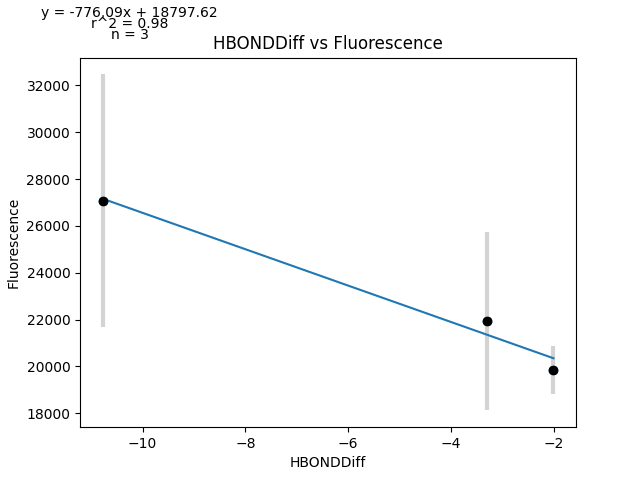 y = -776.09x + 18797.62
r^2 = 0.98
n = 3
HBONDDiff vs Fluorescence
32000
30000
28000
26000
24000
22000
20000
18000
Fluorescence
−10
−8
−6
−4
−2
HBONDDiff